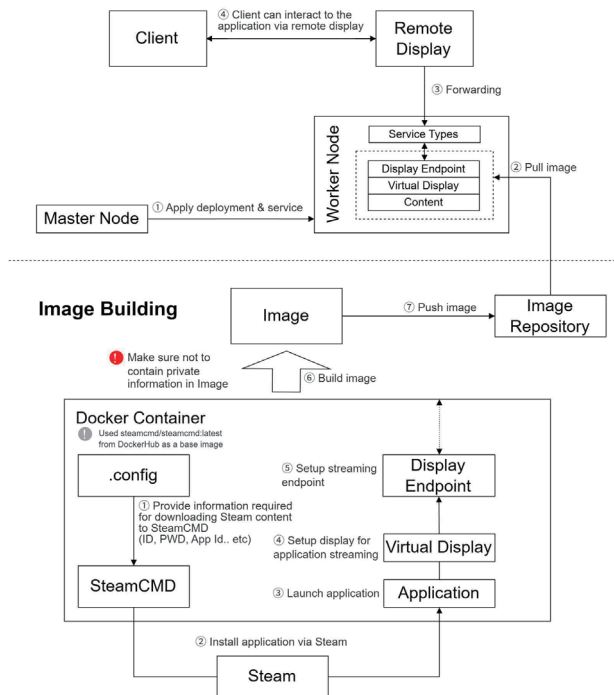 Client
④ Client can interact to the
application via remote display
Remote
Display
③ Forwarding
Worker Node
Service Types
Display Endpoint
Virtual Display
Content
② Pull image
Master Node
① Apply deployment & service
Image Building
Image
⑦ Push image
Image
Repository
! Make sure not to
contain private
information in Image
⑥ Build image
Docker Container
! Used steamcmd/steamcmd:latest
from DockerHub as a base image
.config
① Provide information required
for downloading Steam content
to SteamCMD
(ID, PWD, App Id.. etc)
SteamCMD
⑤ Setup streaming
endpoint
Display
Endpoint
④ Setup display for
application streaming
Virtual Display
③ Launch application
Application
② Install application via Steam
Steam